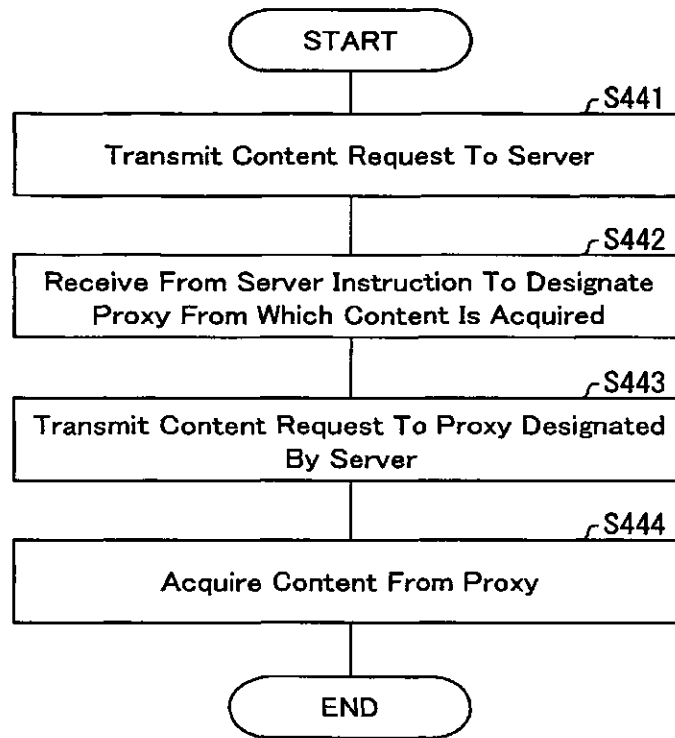 START
S441
Transmit Content Request To Server
S442
Receive From Server Instruction To Designate
Proxy From Which Content Is Acquired
S443
Transmit Content Request To Proxy Designated
By Server
S444
Acquire Content From Proxy
END